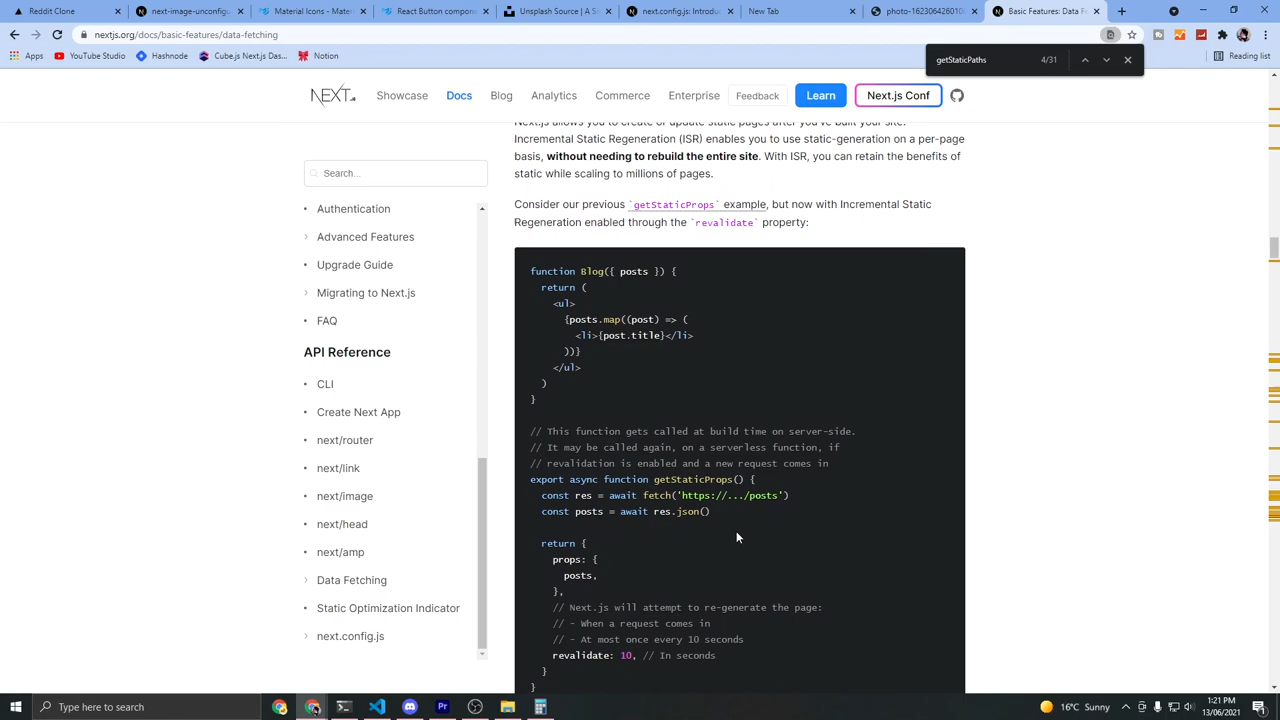 Draft Clone
next-image-unconfigu
Material Icons - Mater
React Button compone
Unsplash Source | A S
next.config.js: Introdu
New Tab
photo-16230642601
Basic Features: Data F
nextjs.org/docs/basic-features/data-fetching
Apps
YouTube Studio
Hashnode
Cube.js Next.js Das...
Notion
Reading list
getStaticPaths
4/31
NEXT.js
Showcase
Docs
Blog
Analytics
Commerce
Enterprise
Feedback
Learn
Next.js Conf
Search...
Authentication
Advanced Features
Upgrade Guide
Migrating to Next.js
FAQ
API Reference
CLI
Create Next App
next/router
next/link
next/image
next/head
next/amp
Data Fetching
Static Optimization Indicator
next.config.js
Next.js allows you to create or update static pages after you've built your site.
Incremental Static Regeneration (ISR) enables you to use static-generation on a per-page
basis, without needing to rebuild the entire site. With ISR, you can retain the benefits of
static while scaling to millions of pages.
Consider our previous `getStaticProps` example, but now with Incremental Static
Regeneration enabled through the `revalidate` property:
function Blog({ posts }) {
return (
<ul>
{posts.map((post) => (
<li>{post.title}</li>
))}
</ul>
)
}
// This function gets called at build time on server-side.
// It may be called again, on a serverless function, if
// revalidation is enabled and a new request comes in
export async function getStaticProps() {
const res = await fetch('https://.../posts')
const posts = await res.json()
return {
props: {
posts,
},
// Next.js will attempt to re-generate the page:
// - When a request comes in
// - At most once every 10 seconds
revalidate: 10, // In seconds
}
}
Type here to search
16°C Sunny
1:21 PM
13/06/2021